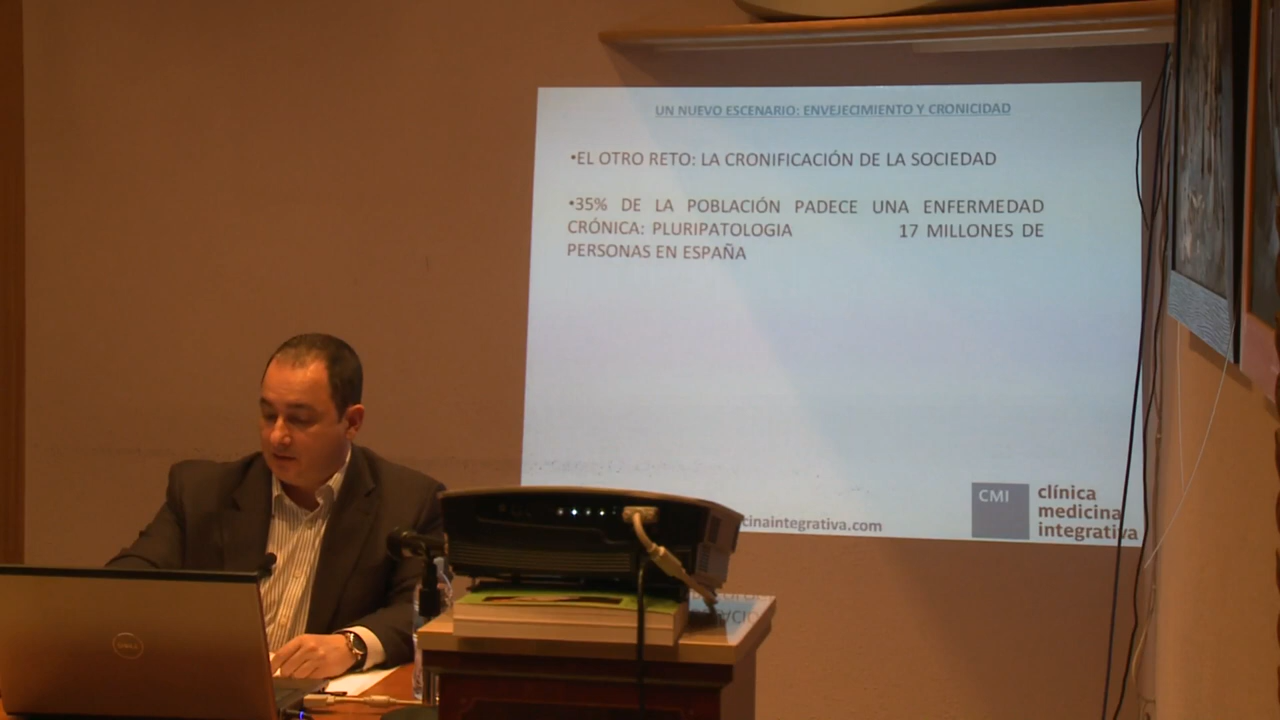 UN NUEVO ESCENARIO: ENVEJECIMIENTO Y CRONICIDAD
•EL OTRO RETO: LA CRONIFICACIÓN DE LA SOCIEDAD
•35% DE LA POBLACIÓN PADECE UNA ENFERMEDAD
CRÓNICA: PLURIPATOLOGIA 17 MILLONES DE
PERSONAS EN ESPAÑA
cinaintegrativa.com
CMI
clínica
medicina
integrativa
DELL